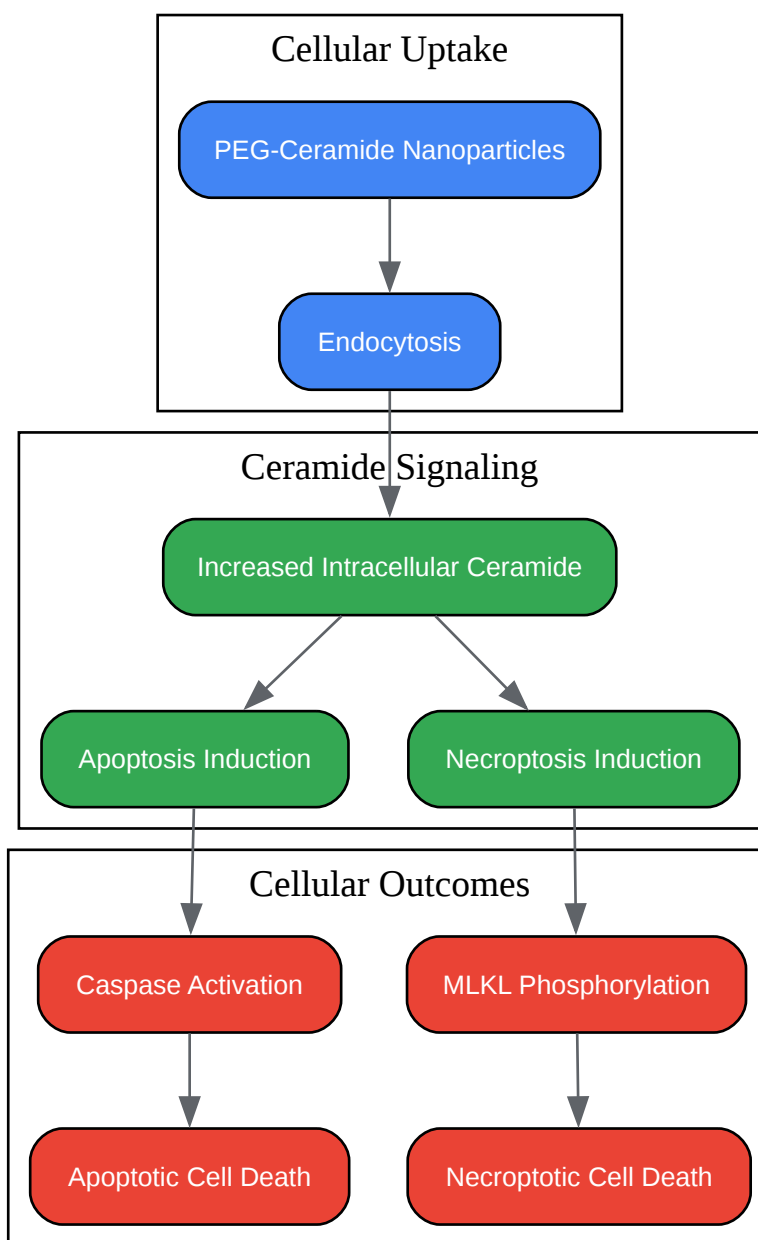 Cellular Uptake
PEG-Ceramide Nanoparticles
Endocytosis
Ceramide Signaling
Increased Intracellular Ceramide
Apoptosis Induction
Necroptosis Induction
Cellular Outcomes
Caspase Activation
MLKL Phosphorylation
Apoptotic Cell Death
Necroptotic Cell Death